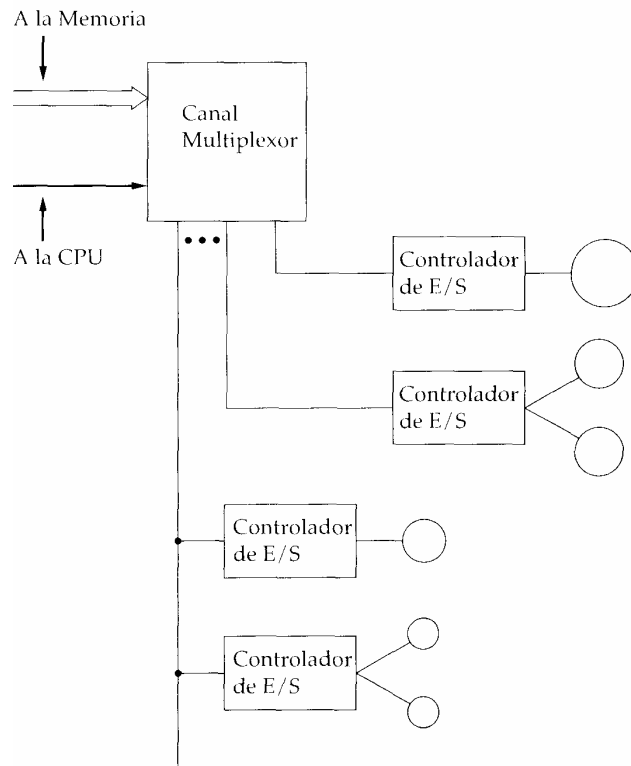 A la Memoria
Canal
Multiplexor
A la CPU
Controlador
de E/S
Controlador
de E/S
Controlador
de E/S
Controlador
de E/S